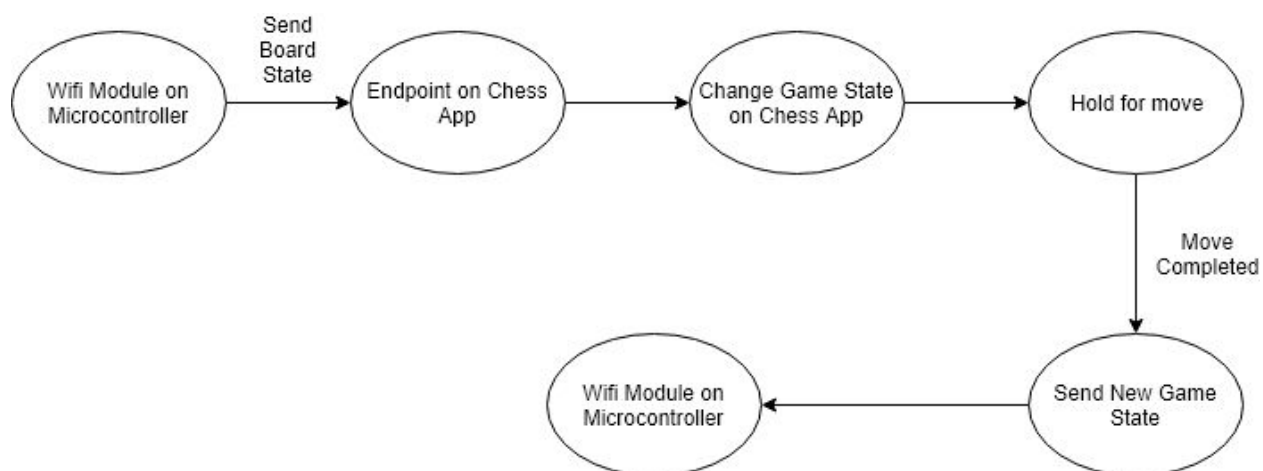 Send
Board
State
Wifi Module on
Microcontroller
Endpoint on Chess
App
Change Game State
on Chess App
Hold for move
Move
Completed
Wifi Module on
Microcontroller
Send New Game
State